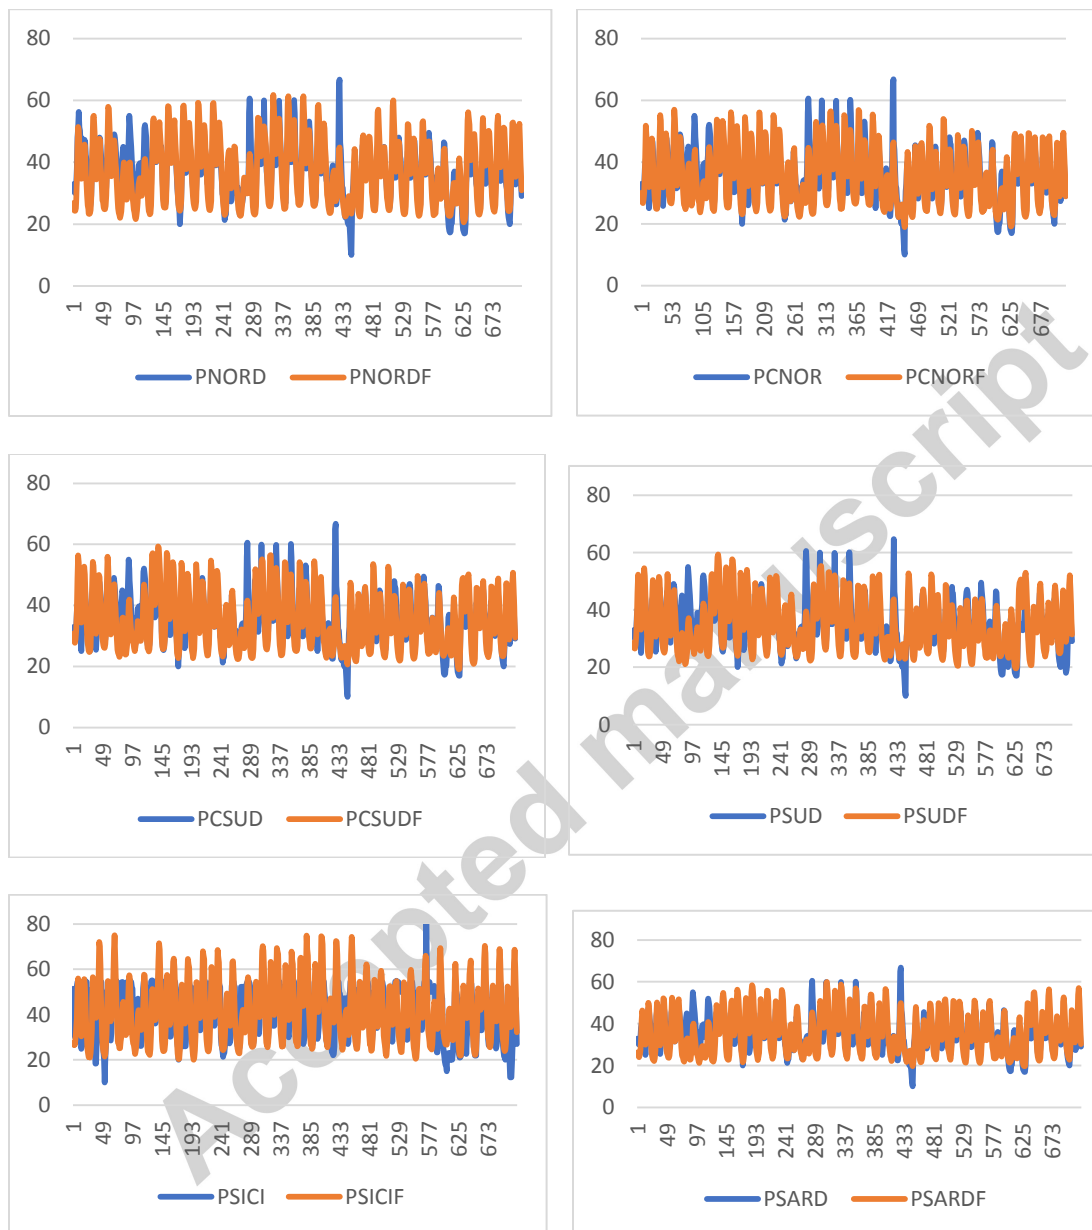 80
60
40
20
0
1 49 97 145 193 241 289 337 385 433 481 529 577 625 673
PNORD PNORDF
80
60
40
20
0
1 53 105 157 209 261 313 365 417 469 521 573 625 677
PCNOR PCNORF
80
60
40
20
0
1 49 97 145 193 241 289 337 385 433 481 529 577 625 673
PCSUD PCSUDF
80
60
40
20
0
1 49 97 145 193 241 289 337 385 433 481 529 577 625 673
PSUD PSUDF
80
60
40
20
0
1 49 97 145 193 241 289 337 385 433 481 529 577 625 673
PSICI PSICIF
80
60
40
20
0
1 49 97 145 193 241 289 337 385 433 481 529 577 625 673
PSARD PSARDF
Accepted manuscript